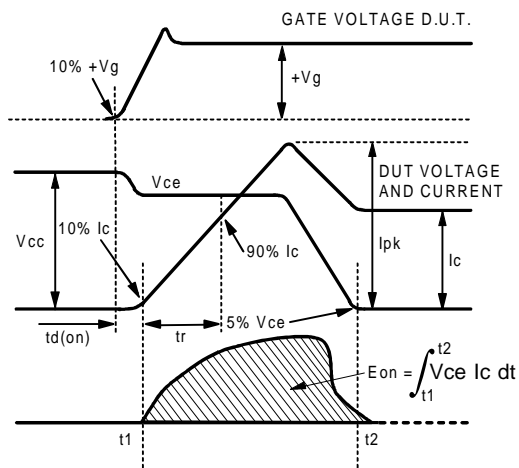 GATE VOLTAGE D.U.T.
10% +Vg
+Vg
Vce
DUT VOLTAGE
AND CURRENT
10% Ic
Vcc
90% Ic
Ipk
Ic
td(on)
tr
5% Vce
Eon = ∫ Vce Ic dt
t2
t1
t1
t2